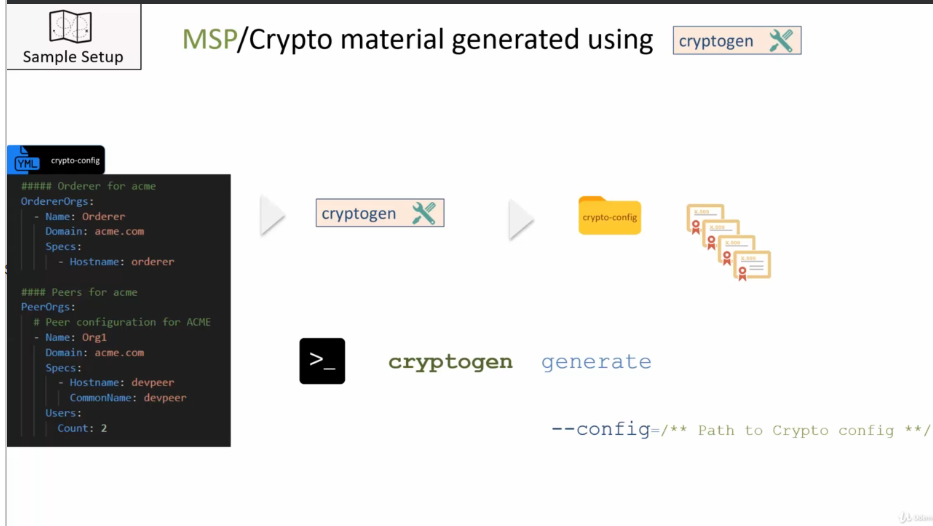 Sample Setup
MSP/Crypto material generated using cryptogen
YML crypto-config
##### Orderer for acme
OrdererOrgs:
- Name: Orderer
Domain: acme.com
Specs:
- Hostname: orderer
#### Peers for acme
PeerOrgs:
# Peer configuration for ACME
- Name: Org1
Domain: acme.com
Specs:
- Hostname: devpeer
CommonName: devpeer
Users:
Count: 2
cryptogen
crypto-config
>_
cryptogen generate
--config=/** Path to Crypto config **/
Udemy